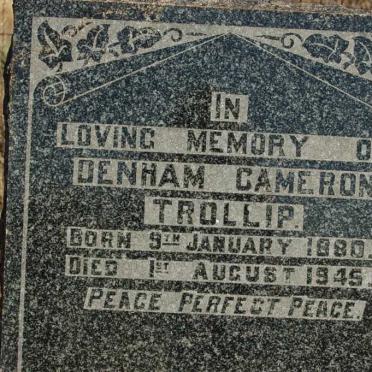 IN
LOVING MEMORY O
DENHAM CAMERON
TROLLIP.
BORN 9TH JANUARY 1880.
DIED 1ST AUGUST 1945.
PEACE PERFECT PEACE.